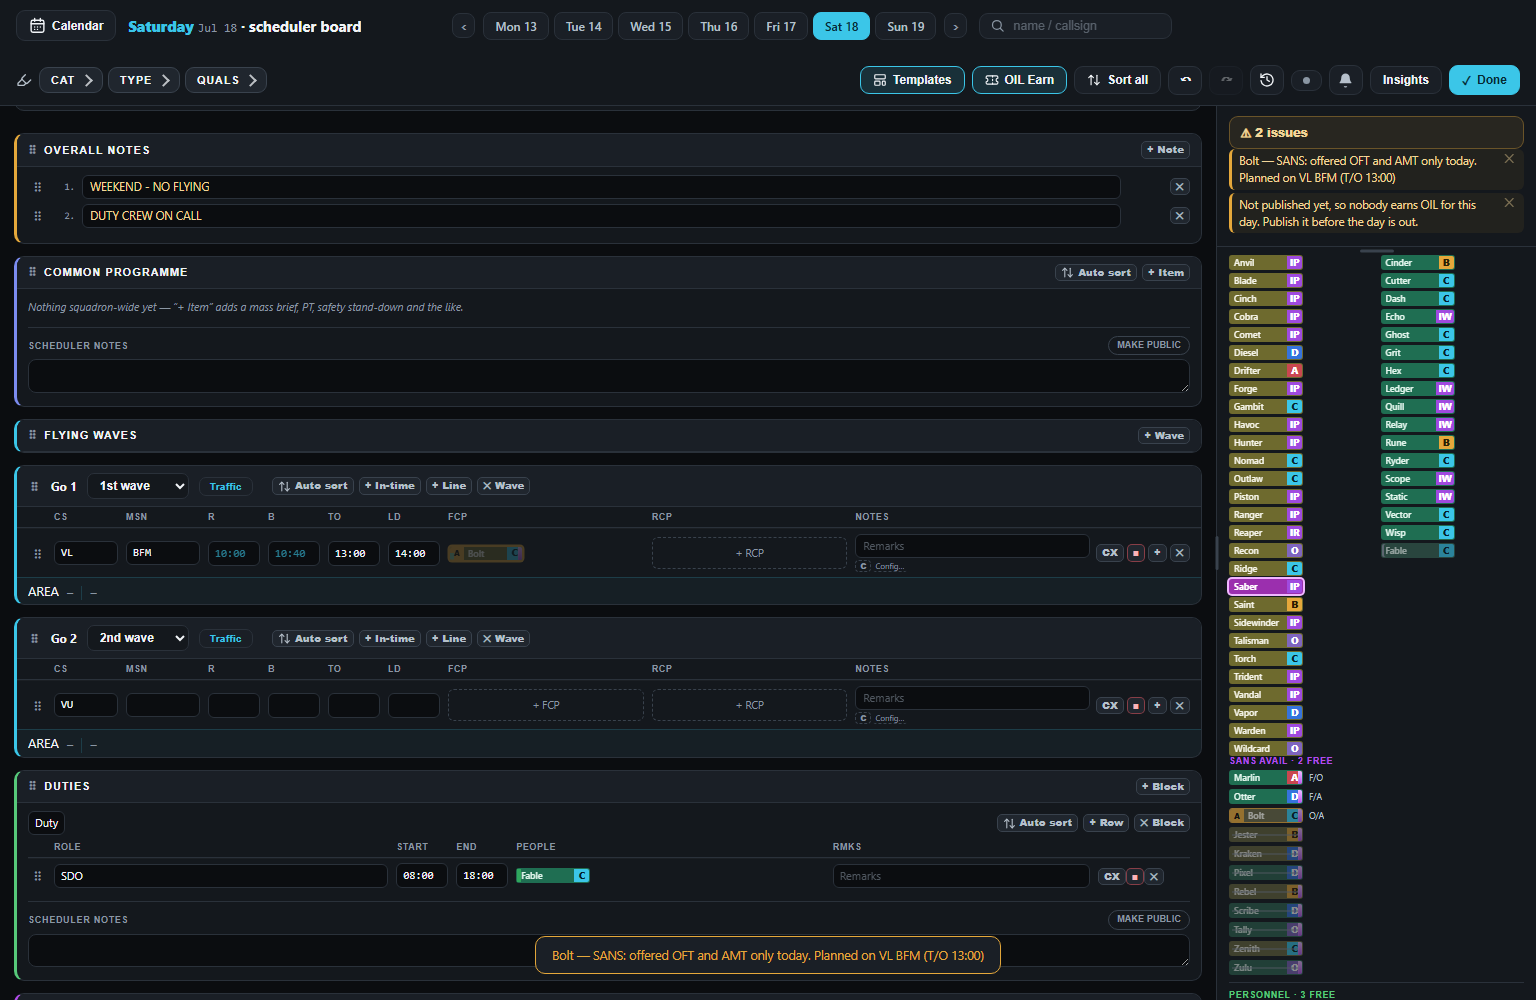 Calendar
Saturday Jul 18 · scheduler board
Mon 13
Tue 14
Wed 15
Thu 16
Fri 17
Sat 18
Sun 19
name / callsign
CAT
TYPE
QUALS
Templates
OIL Earn
Sort all
Insights
✓ Done
OVERALL NOTES
+ Note
1. WEEKEND - NO FLYING
2. DUTY CREW ON CALL
COMMON PROGRAMME
Auto sort
+ Item
Nothing squadron-wide yet — "+ Item" adds a mass brief, PT, safety stand-down and the like.
SCHEDULER NOTES
MAKE PUBLIC
FLYING WAVES
+ Wave
Go 1 1st wave Traffic Auto sort + In-time + Line ✕ Wave
CS MSN R B TO LD FCP RCP NOTES
VL BFM 10:00 10:40 13:00 14:00 A Bolt C + RCP Remarks CX + ✕
C Config...
AREA – –
Go 2 2nd wave Traffic Auto sort + In-time + Line ✕ Wave
CS MSN R B TO LD FCP RCP NOTES
VU + FCP + RCP Remarks CX + ✕
C Config...
AREA – –
DUTIES
+ Block
Duty Auto sort + Row ✕ Block
ROLE START END PEOPLE RMKS
SDO 08:00 18:00 Fable C Remarks CX ✕
SCHEDULER NOTES
MAKE PUBLIC
Bolt — SANS: offered OFT and AMT only today. Planned on VL BFM (T/O 13:00)
⚠ 2 issues
Bolt — SANS: offered OFT and AMT only today.
Planned on VL BFM (T/O 13:00)
Not published yet, so nobody earns OIL for this
day. Publish it before the day is out.
Anvil IP
Blade IP
Cinch IP
Cobra IP
Comet IP
Diesel D
Drifter A
Forge IP
Gambit C
Havoc IP
Hunter IP
Nomad C
Outlaw C
Piston IP
Ranger IP
Reaper IR
Recon O
Ridge C
Saber IP
Saint B
Sidewinder IP
Talisman O
Torch C
Trident IP
Vandal IP
Vapor D
Warden IP
Wildcard O
Cinder B
Cutter C
Dash C
Echo IW
Ghost C
Grit C
Hex C
Ledger IW
Quill IW
Relay IW
Rune B
Ryder C
Scope IW
Static IW
Vector C
Wisp C
Fable C
SANS AVAIL · 2 FREE
Marlin A F/O
Otter D F/A
A Bolt C O/A
Jester B
Kraken D
Pixel D
Rebel B
Scribe D
Tally O
Zenith C
Zulu O
PERSONNEL · 3 FREE